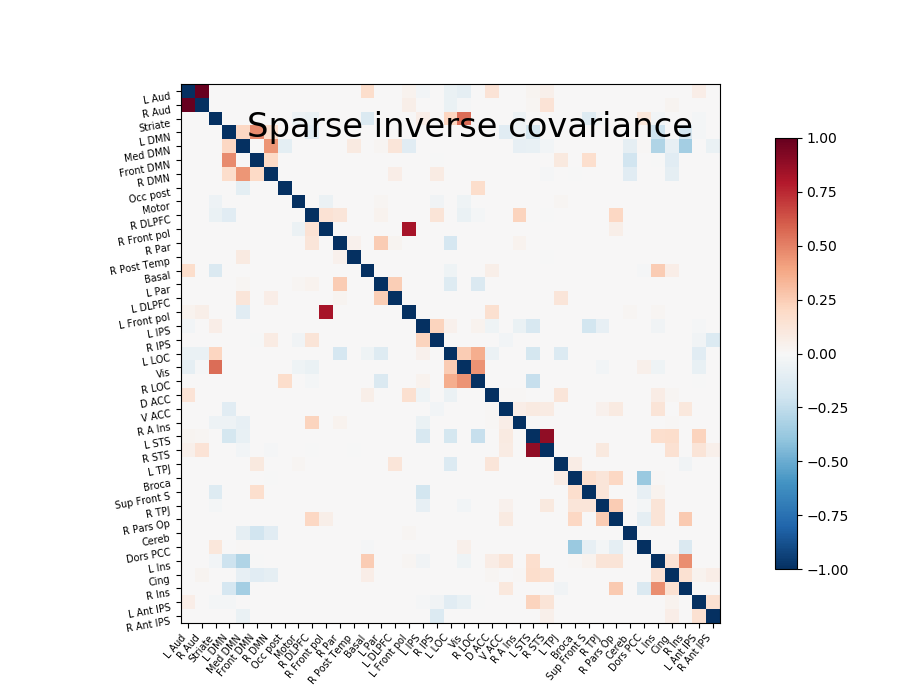 Sparse inverse covariance
L Aud
R Aud
Striate
L DMN
Med DMN
Front DMN
R DMN
Occ post
Motor
R DLPFC
R Front pol
R Par
R Post Temp
Basal
L Par
L DLPFC
L Front pol
L IPS
R IPS
L LOC
Vis
R LOC
D ACC
V ACC
R A Ins
L STS
R STS
L TPJ
Broca
Sup Front S
R TPJ
R Pars Op
Cereb
Dors PCC
L Ins
Cing
R Ins
L Ant IPS
R Ant IPS
L Aud
R Aud
Striate
L DMN
Med DMN
Front DMN
R DMN
Occ post
Motor
R DLPFC
R Front pol
R Par
R Post Temp
Basal
L Par
L DLPFC
L Front pol
L IPS
R IPS
L LOC
Vis
R LOC
D ACC
V ACC
R A Ins
L STS
R STS
L TPJ
Broca
Sup Front S
R TPJ
R Pars Op
Cereb
Dors PCC
L Ins
Cing
R Ins
L Ant IPS
R Ant IPS
1.00
0.75
0.50
0.25
0.00
−0.25
−0.50
−0.75
−1.00